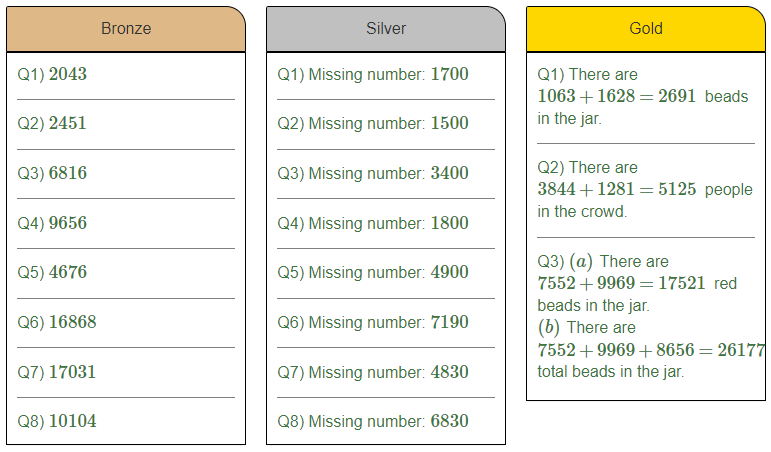 Bronze
Q1) 2043
Q2) 2451
Q3) 6816
Q4) 9656
Q5) 4676
Q6) 16868
Q7) 17031
Q8) 10104
Silver
Q1) Missing number: 1700
Q2) Missing number: 1500
Q3) Missing number: 3400
Q4) Missing number: 1800
Q5) Missing number: 4900
Q6) Missing number: 7190
Q7) Missing number: 4830
Q8) Missing number: 6830
Gold
Q1) There are
1063 + 1628 = 2691 beads
in the jar.
Q2) There are
3844 + 1281 = 5125 people
in the crowd.
Q3) (a) There are
7552 + 9969 = 17521 red
beads in the jar.
(b) There are
7552 + 9969 + 8656 = 26177
total beads in the jar.